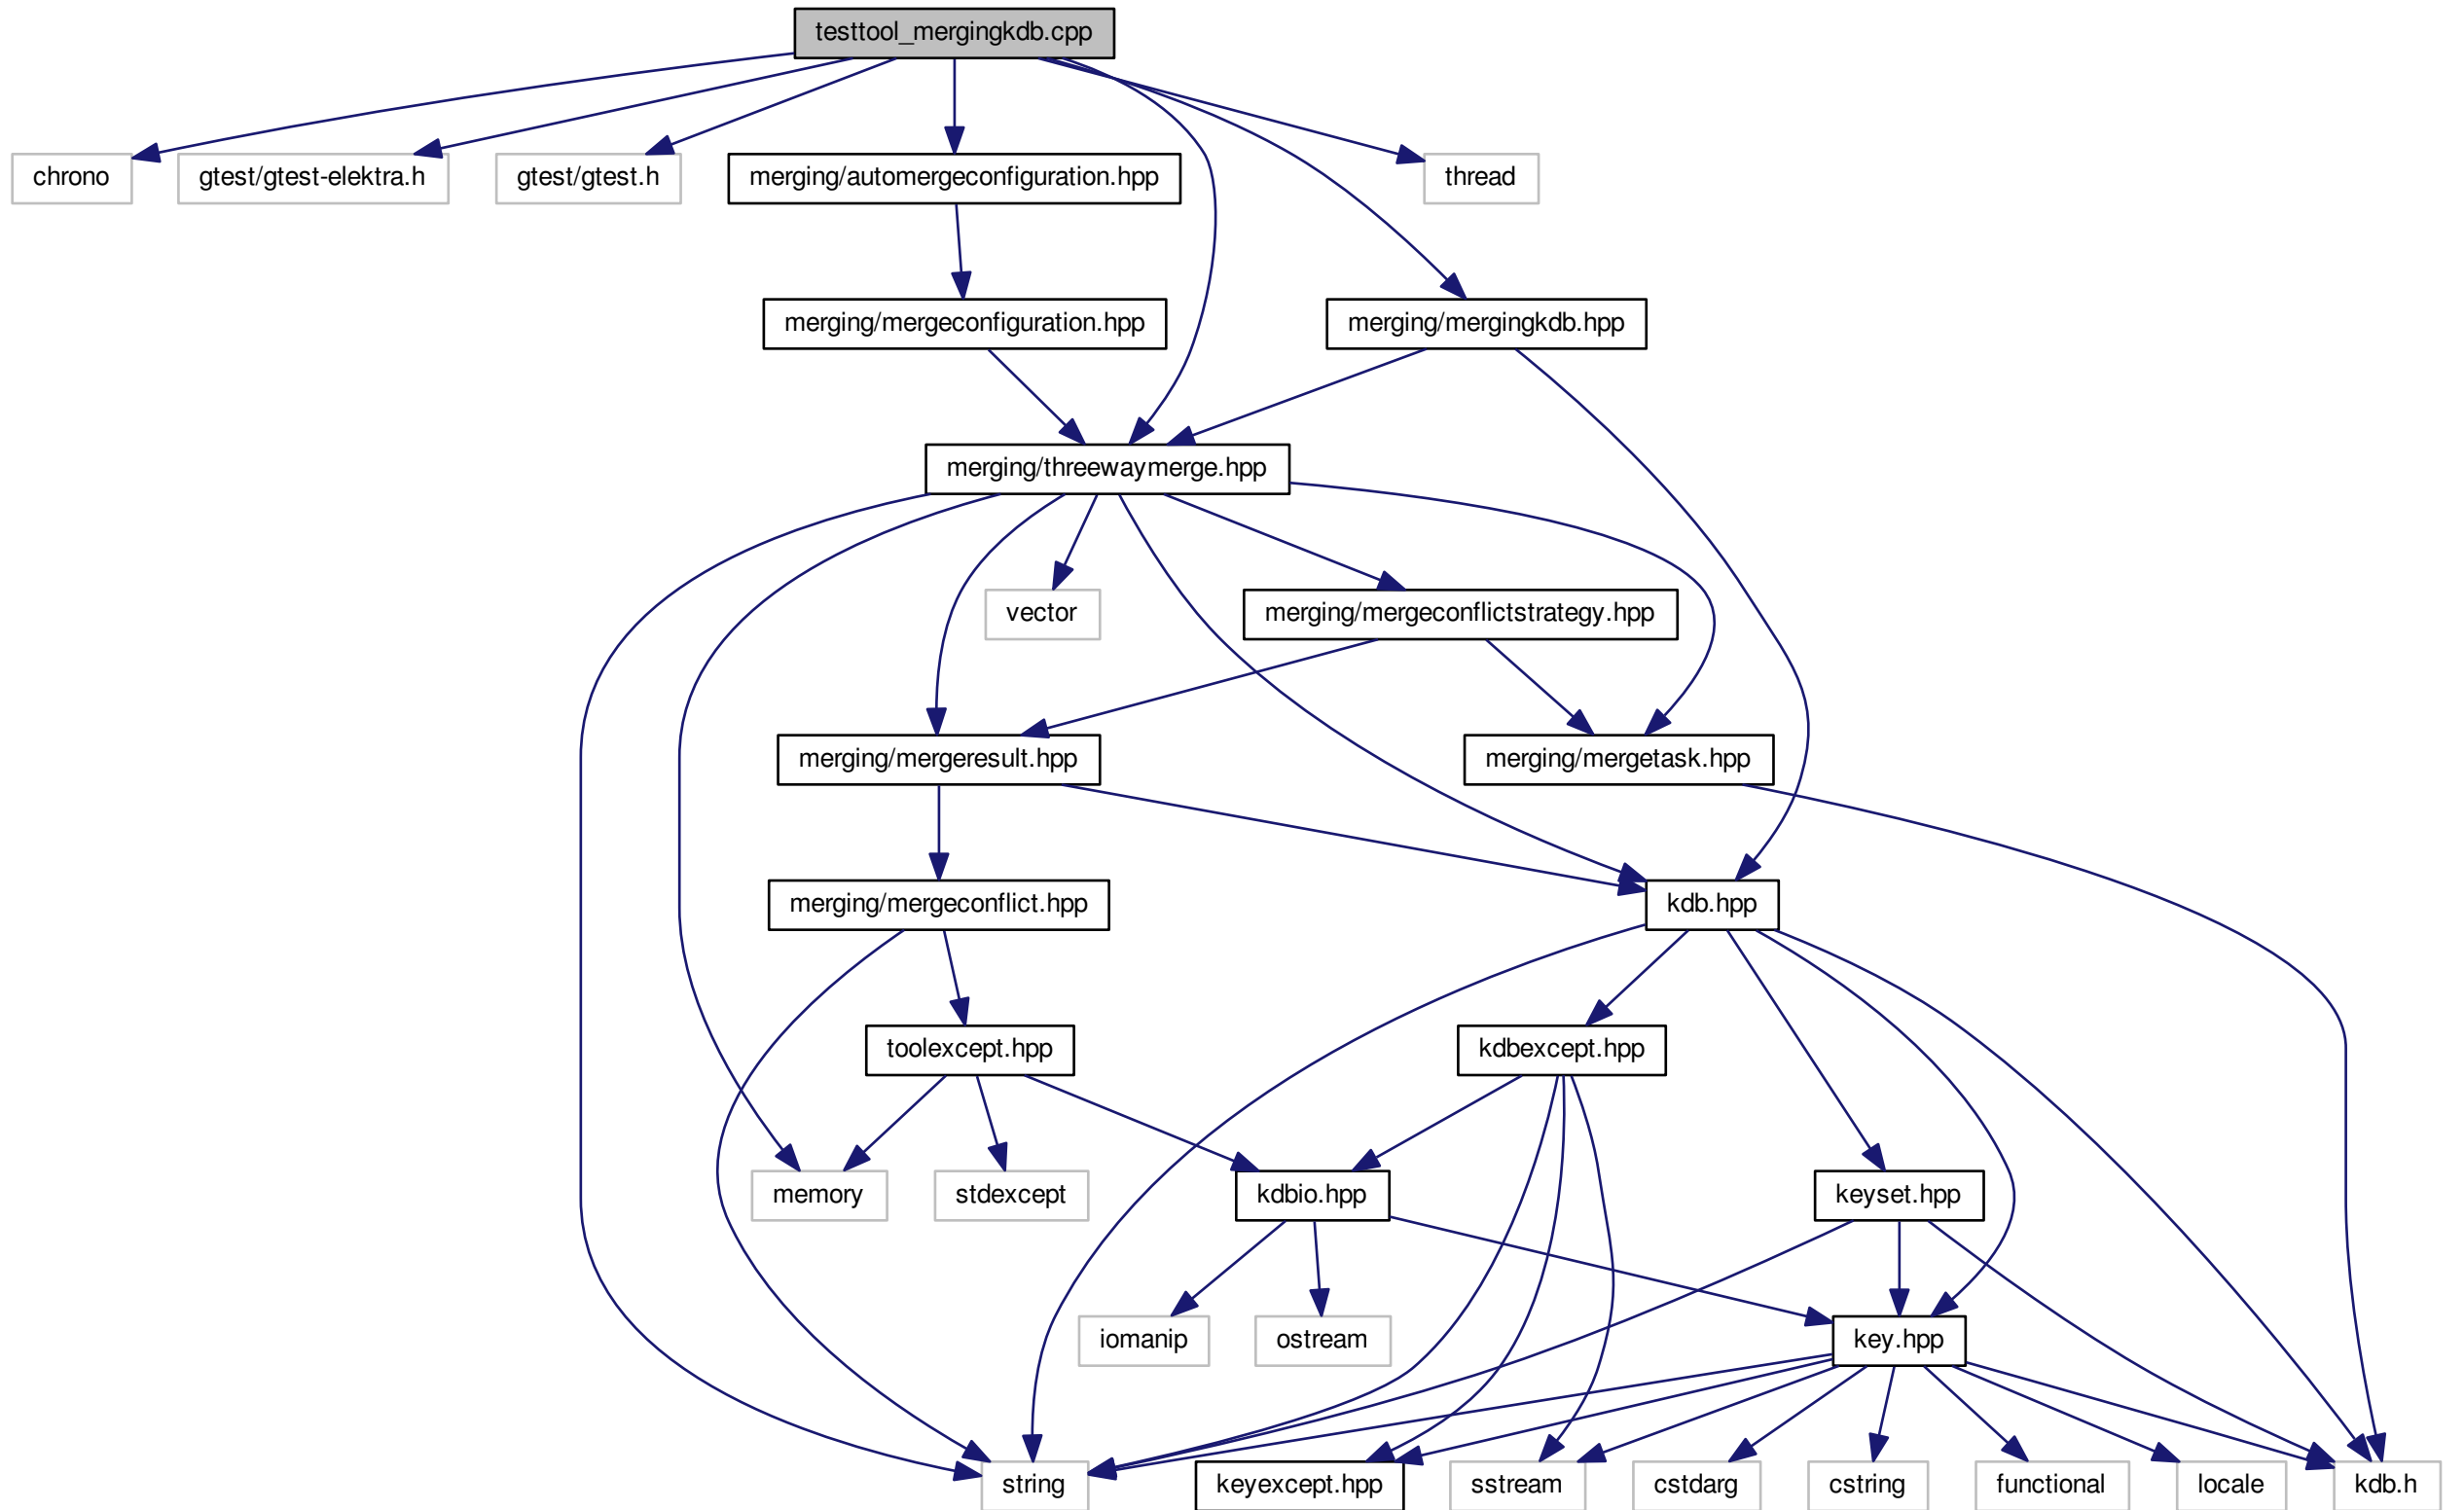 testtool_mergingkdb.cpp
chrono
gtest/gtest-elektra.h
gtest/gtest.h
merging/automergeconfiguration.hpp
thread
merging/mergeconfiguration.hpp
merging/mergingkdb.hpp
merging/threewaymerge.hpp
vector
merging/mergeconflictstrategy.hpp
merging/mergeresult.hpp
merging/mergetask.hpp
merging/mergeconflict.hpp
kdb.hpp
toolexcept.hpp
kdbexcept.hpp
memory
stdexcept
kdbio.hpp
keyset.hpp
iomanip
ostream
key.hpp
string
keyexcept.hpp
sstream
cstdarg
cstring
functional
locale
kdb.h